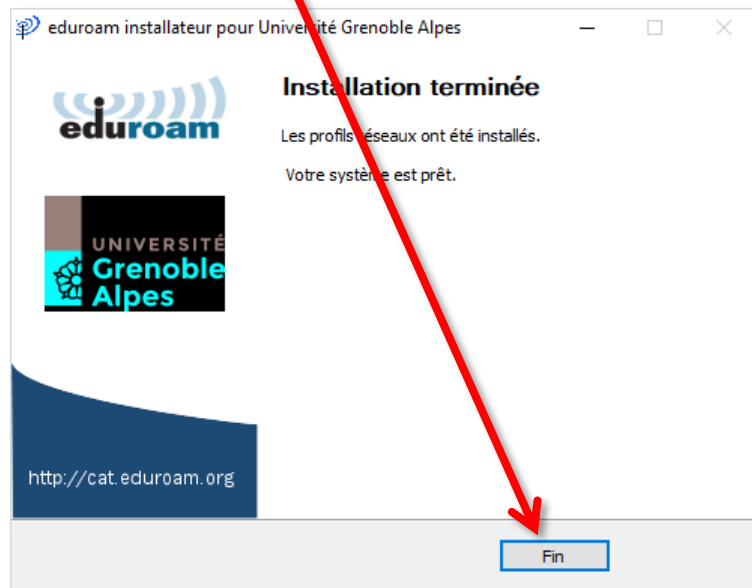 eduroam installateur pour Université Grenoble Alpes
eduroam
Installation terminée
Les profils réseaux ont été installés.
Votre système est prêt.
UNIVERSITÉ
Grenoble
Alpes
http://cat.eduroam.org
Fin